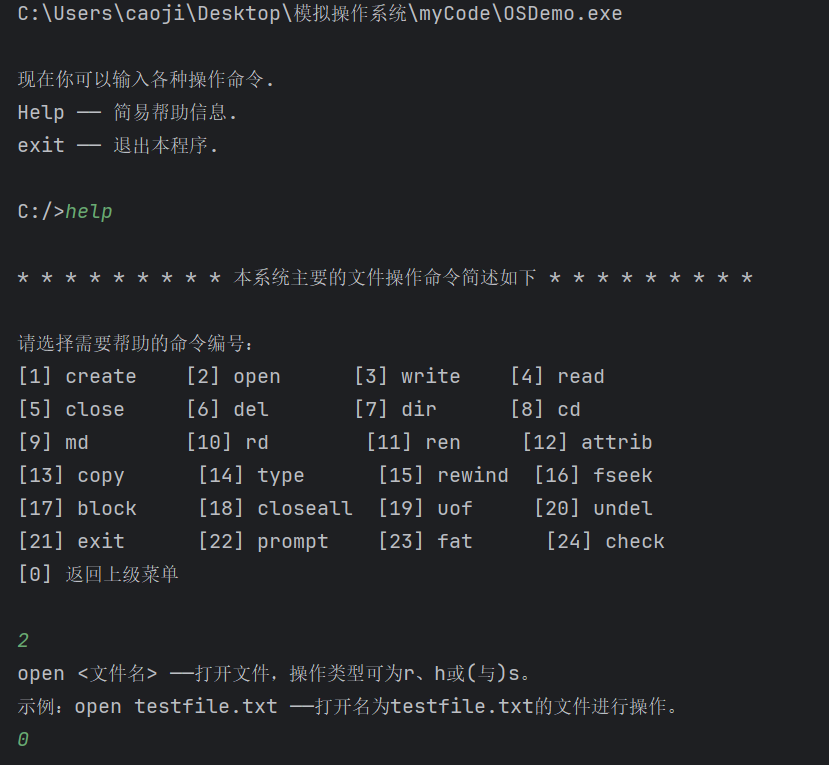 C:\Users\caoji\Desktop\模拟操作系统\myCode\OSDemo.exe
现在你可以输入各种操作命令.
Help —— 简易帮助信息.
exit —— 退出本程序.
C:/>help
* * * * * * * * * 本系统主要的文件操作命令简述如下 * * * * * * * * *
请选择需要帮助的命令编号:
[1] create    [2] open      [3] write    [4] read
[5] close     [6] del       [7] dir      [8] cd
[9] md        [10] rd        [11] ren     [12] attrib
[13] copy      [14] type      [15] rewind  [16] fseek
[17] block     [18] closeall  [19] uof     [20] undel
[21] exit      [22] prompt    [23] fat      [24] check
[0] 返回上级菜单
2
open <文件名> ——打开文件，操作类型可为r、h或(与)s。
示例：open testfile.txt ——打开名为testfile.txt的文件进行操作。
0